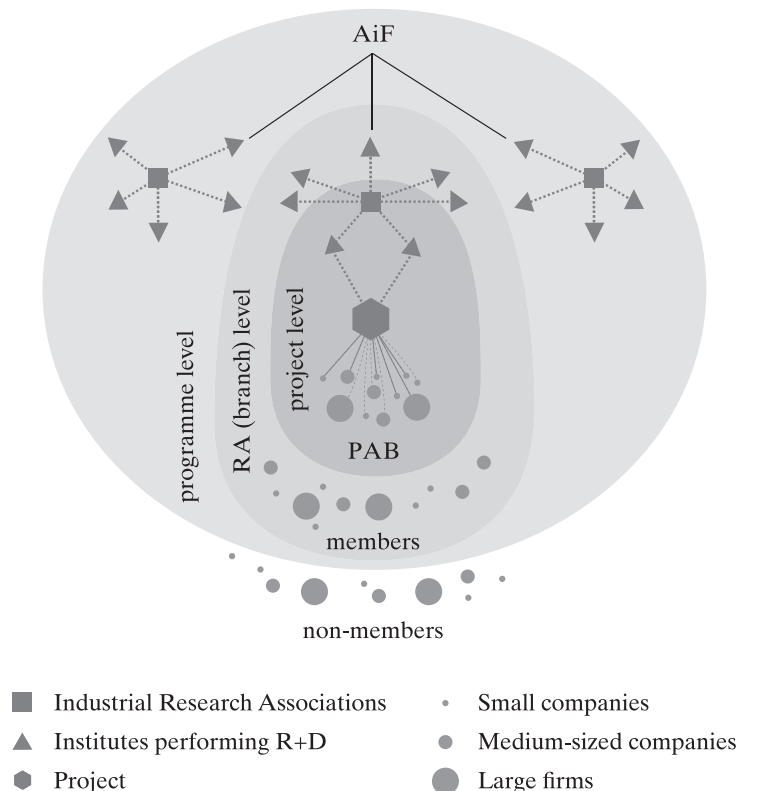 AiF
programme level
RA (branch) level
project level
PAB
members
non-members
Industrial Research Associations
Institutes performing R+D
Project
Small companies
Medium-sized companies
Large firms